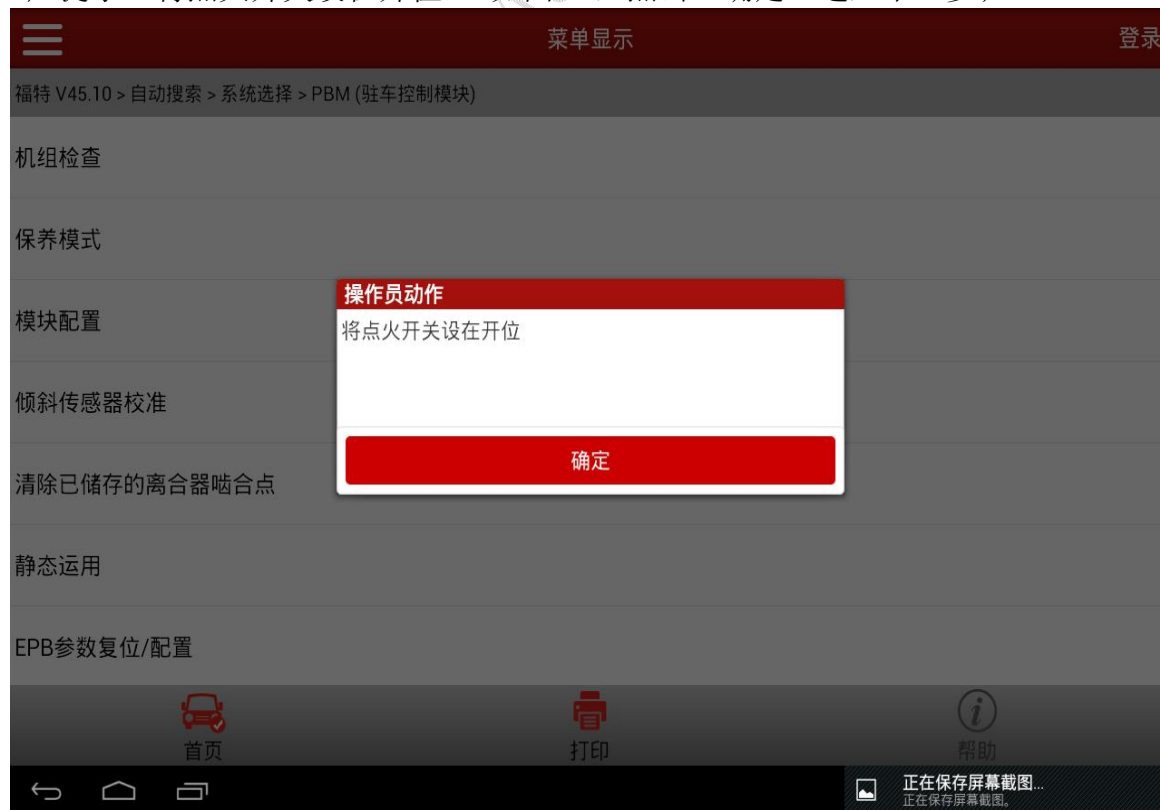 菜单显示
登录
福特 V45.10 > 自动搜索 > 系统选择 > PBM (驻车控制模块)
机组检查
保养模式
操作员动作
模块配置
将点火开关设在开位
倾斜传感器校准
确定
清除已储存的离合器啮合点
静态运用
EPB参数复位/配置
首页
打印
帮助
正在保存屏幕截图...
正在保存屏幕截图。